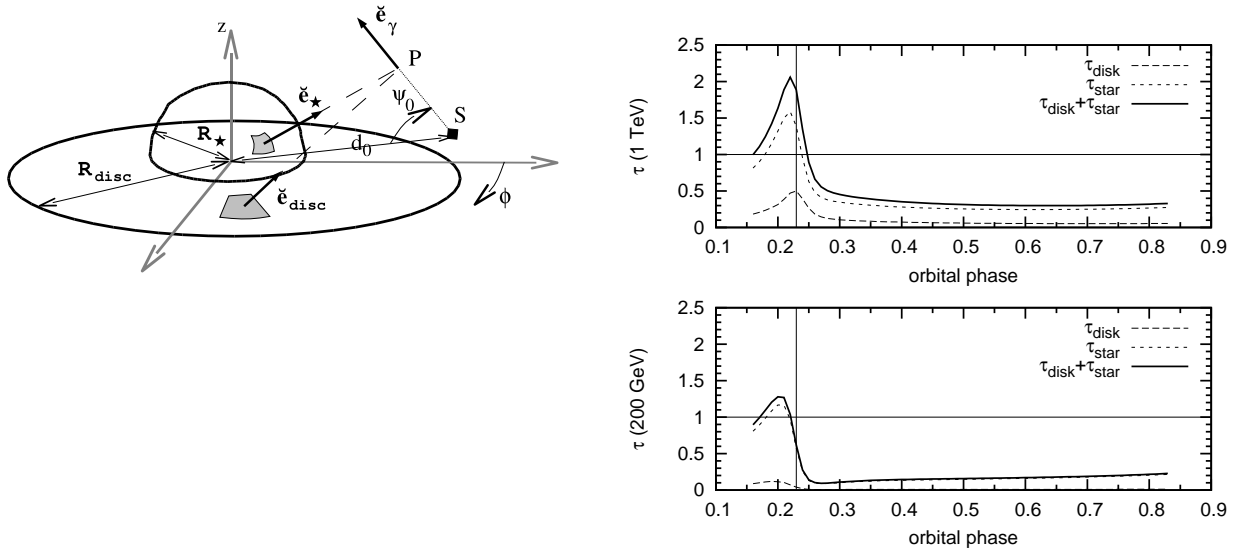 z
ĕγ
P
ĕ★
ψ0
S
R★
d0
Rdisc
ĕdisc
ϕ
τ (1 TeV)
2.5
2
1.5
1
0.5
0
τdisk
τstar
τdisk+τstar
0.1 0.2 0.3 0.4 0.5 0.6 0.7 0.8 0.9
orbital phase
τ (200 GeV)
2.5
2
1.5
1
0.5
0
τdisk
τstar
τdisk+τstar
0.1 0.2 0.3 0.4 0.5 0.6 0.7 0.8 0.9
orbital phase